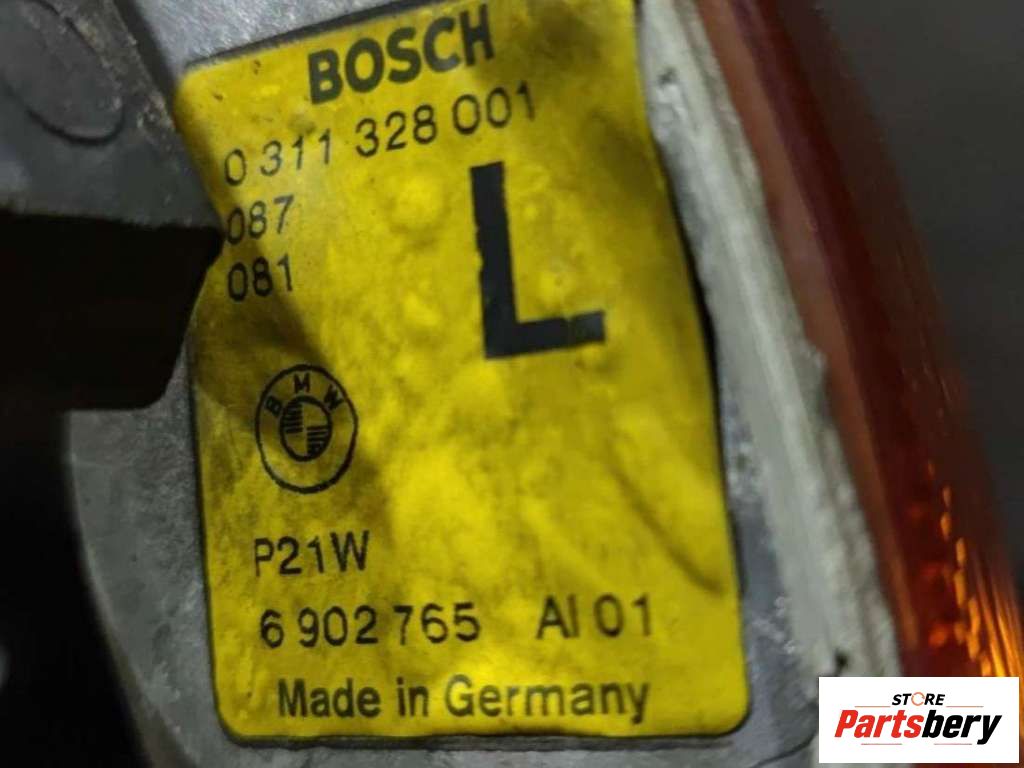 BOSCH
0 311 328 001
087
081
L
BMW
P21W
6 902 765 AI 01
Made in Germany
STORE
Partsbery